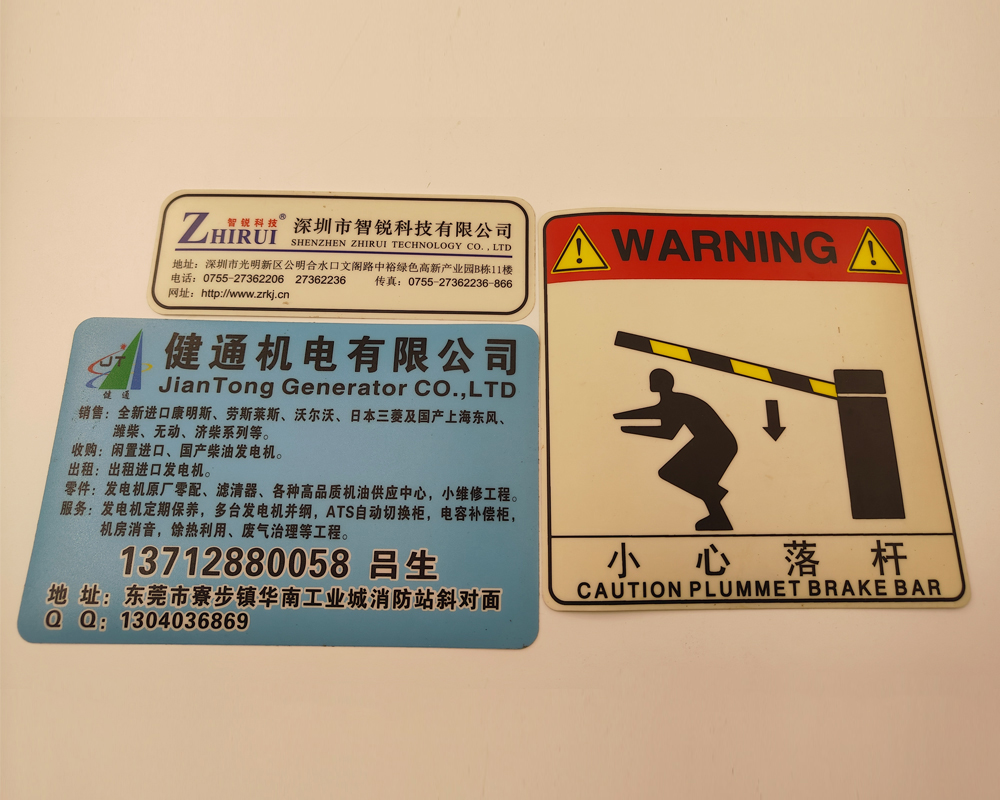 智锐科技®
ZHIRUI
深圳市智锐科技有限公司
SHENZHEN ZHIRUI TECHNOLOGY CO.,LTD
地址：深圳市光明新区公明合水口文阁路中裕绿色高新产业园B栋11楼
电话：0755-27362206 27362236 传真：0755-27362236-866
网址：http://www.zrkj.cn
JT
健通
健通机电有限公司
JianTong Generator CO.,LTD
销售：全新进口康明斯、劳斯莱斯、沃尔沃、日本三菱及国产上海东风、
潍柴、无动、济柴系列等。
收购：闲置进口、国产柴油发电机。
出租：出租进口发电机。
零件：发电机原厂零配、滤清器、各种高品质机油供应中心，小维修工程。
服务：发电机定期保养，多台发电机并纲，ATS自动切换柜，电容补偿柜，
机房消音，馀热利用、废气治理等工程。
13712880058 吕生
地 址：东莞市寮步镇华南工业城消防站斜对面
Q Q：1304036869
WARNING
小心落杆
CAUTION PLUMMET BRAKE BAR